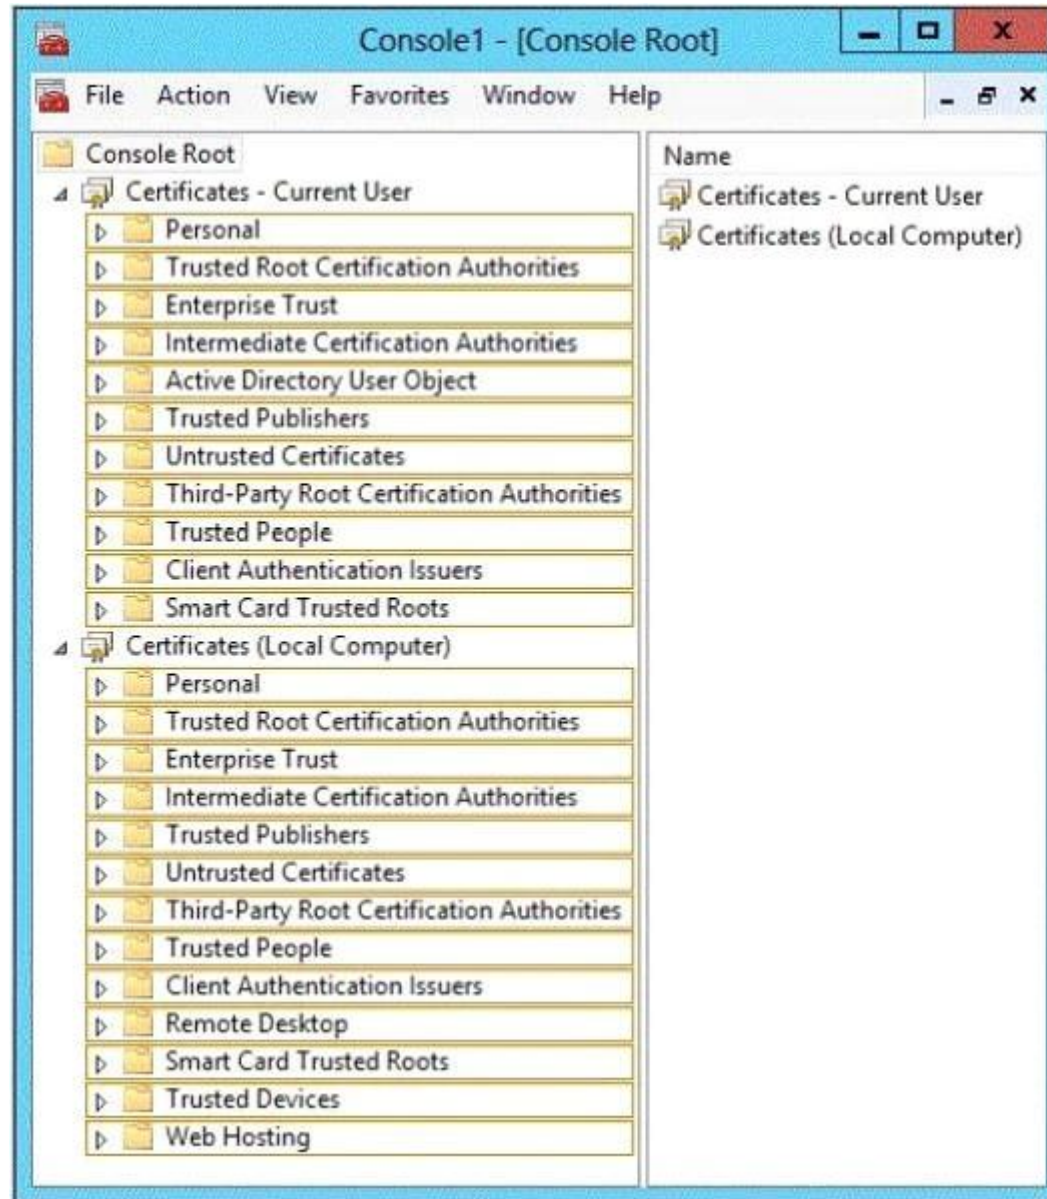 Console1 - [Console Root]
File Action View Favorites Window Help
Console Root
Certificates - Current User
Personal
Trusted Root Certification Authorities
Enterprise Trust
Intermediate Certification Authorities
Active Directory User Object
Trusted Publishers
Untrusted Certificates
Third-Party Root Certification Authorities
Trusted People
Client Authentication Issuers
Smart Card Trusted Roots
Certificates (Local Computer)
Personal
Trusted Root Certification Authorities
Enterprise Trust
Intermediate Certification Authorities
Trusted Publishers
Untrusted Certificates
Third-Party Root Certification Authorities
Trusted People
Client Authentication Issuers
Remote Desktop
Smart Card Trusted Roots
Trusted Devices
Web Hosting
Name
Certificates - Current User
Certificates (Local Computer)